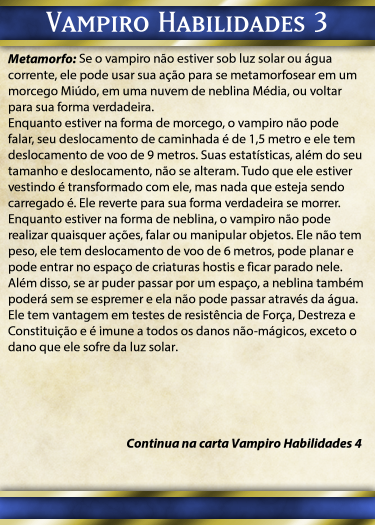 Vampiro Habilidades 3
Metamorfo: Se o vampiro não estiver sob luz solar ou água
corrente, ele pode usar sua ação para se metamorfosear em um
morcego Miúdo, em uma nuvem de neblina Média, ou voltar
para sua forma verdadeira.
Enquanto estiver na forma de morcego, o vampiro não pode
falar, seu deslocamento de caminhada é de 1,5 metro e ele tem
deslocamento de voo de 9 metros. Suas estatísticas, além do seu
tamanho e deslocamento, não se alteram. Tudo que ele estiver
vestindo é transformado com ele, mas nada que esteja sendo
carregado é. Ele reverte para sua forma verdadeira se morrer.
Enquanto estiver na forma de neblina, o vampiro não pode
realizar quaisquer ações, falar ou manipular objetos. Ele não tem
peso, ele tem deslocamento de voo de 6 metros, pode planar e
pode entrar no espaço de criaturas hostis e ficar parado nele.
Além disso, se ar puder passar por um espaço, a neblina também
poderá sem se espremer e ela não pode passar através da água.
Ele tem vantagem em testes de resistência de Força, Destreza e
Constituição e é imune a todos os danos não-mágicos, exceto o
dano que ele sofre da luz solar.
Continua na carta Vampiro Habilidades 4